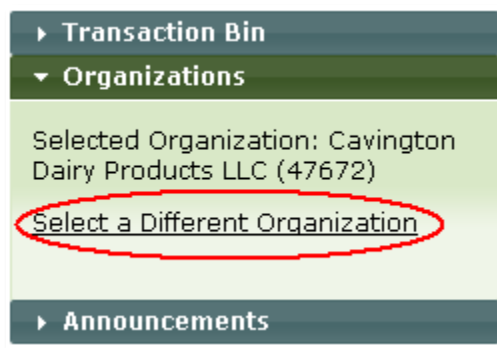 Transaction Bin
Organizations
Selected Organization: Cavington
Dairy Products LLC (47672)
Select a Different Organization
Announcements